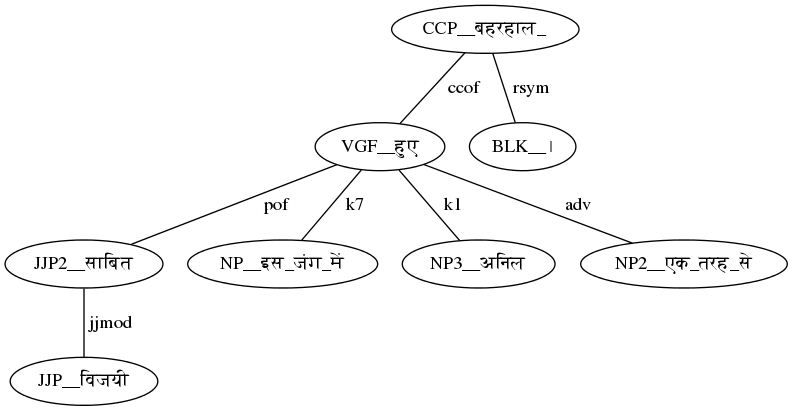 CCP__बहरहाल_
ccof rsym
VGF__हुए BLK__।
pof k7 k1 adv
JJP2__साबित NP__इस_जंग_में NP3__अनिल NP2__एक_तरह_से
jjmod
JJP__विजयी